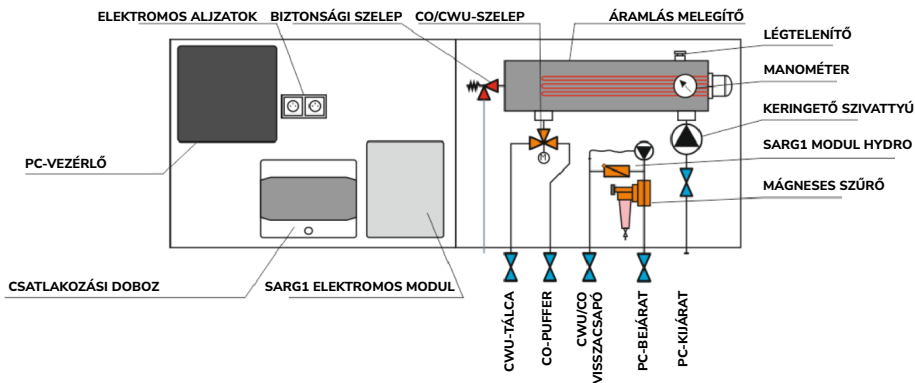 ELEKTROMOS ALJZATOK
BIZTONSÁGI SZELEP
CO/CWU-SZELEP
ÁRAMLÁS MELEGÍTŐ
LÉGTELENÍTŐ
MANOMÉTER
KERINGETŐ SZIVATTYÚ
SARG1 MODUL HYDRO
MÁGNESES SZŰRŐ
PC-VEZÉRLŐ
M
CSATLAKOZÁSI DOBOZ
SARG1 ELEKTROMOS MODUL
CWU-TÁLCA
CO-PUFFER
CWU/CO
VISSZACSAPÓ
PC-BEJÁRAT
PC-KIJÁRAT